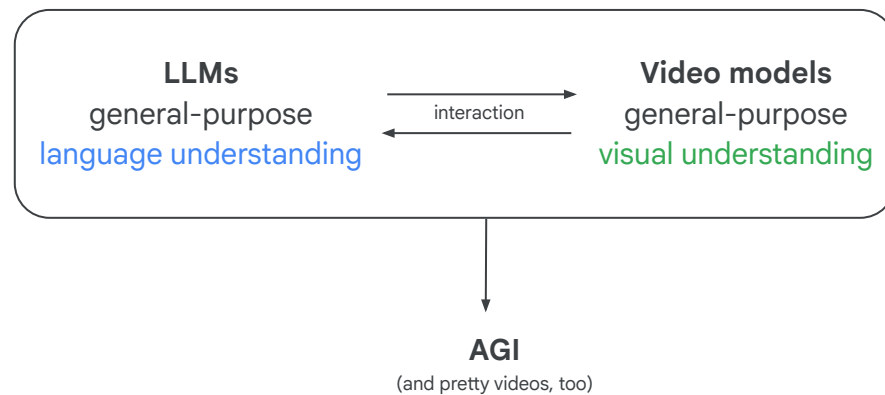 LLMs
general-purpose
language understanding
interaction
Video models
general-purpose
visual understanding
AGI
(and pretty videos, too)